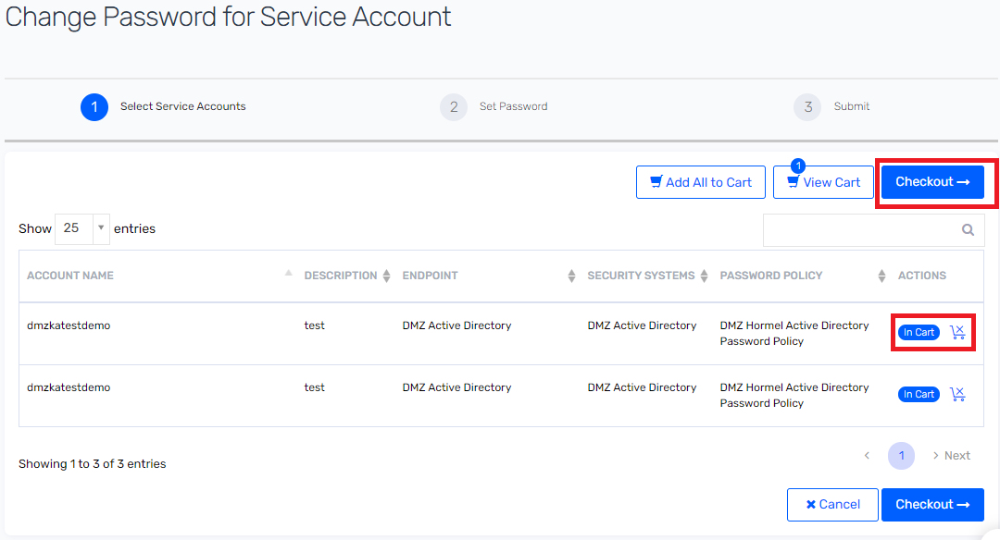 Change Password for Service Account
1 Select Service Accounts 2 Set Password 3 Submit
1
Add All to Cart View Cart Checkout →
Show 25 entries
ACCOUNT NAME DESCRIPTION ENDPOINT SECURITY SYSTEMS PASSWORD POLICY ACTIONS
dmzkatestdemo test DMZ Active Directory DMZ Active Directory DMZ Hormel Active Directory
Password Policy
In Cart
dmzkatestdemo test DMZ Active Directory DMZ Active Directory DMZ Hormel Active Directory
Password Policy
In Cart
Showing 1 to 3 of 3 entries
‹ 1 › Next
Cancel Checkout →